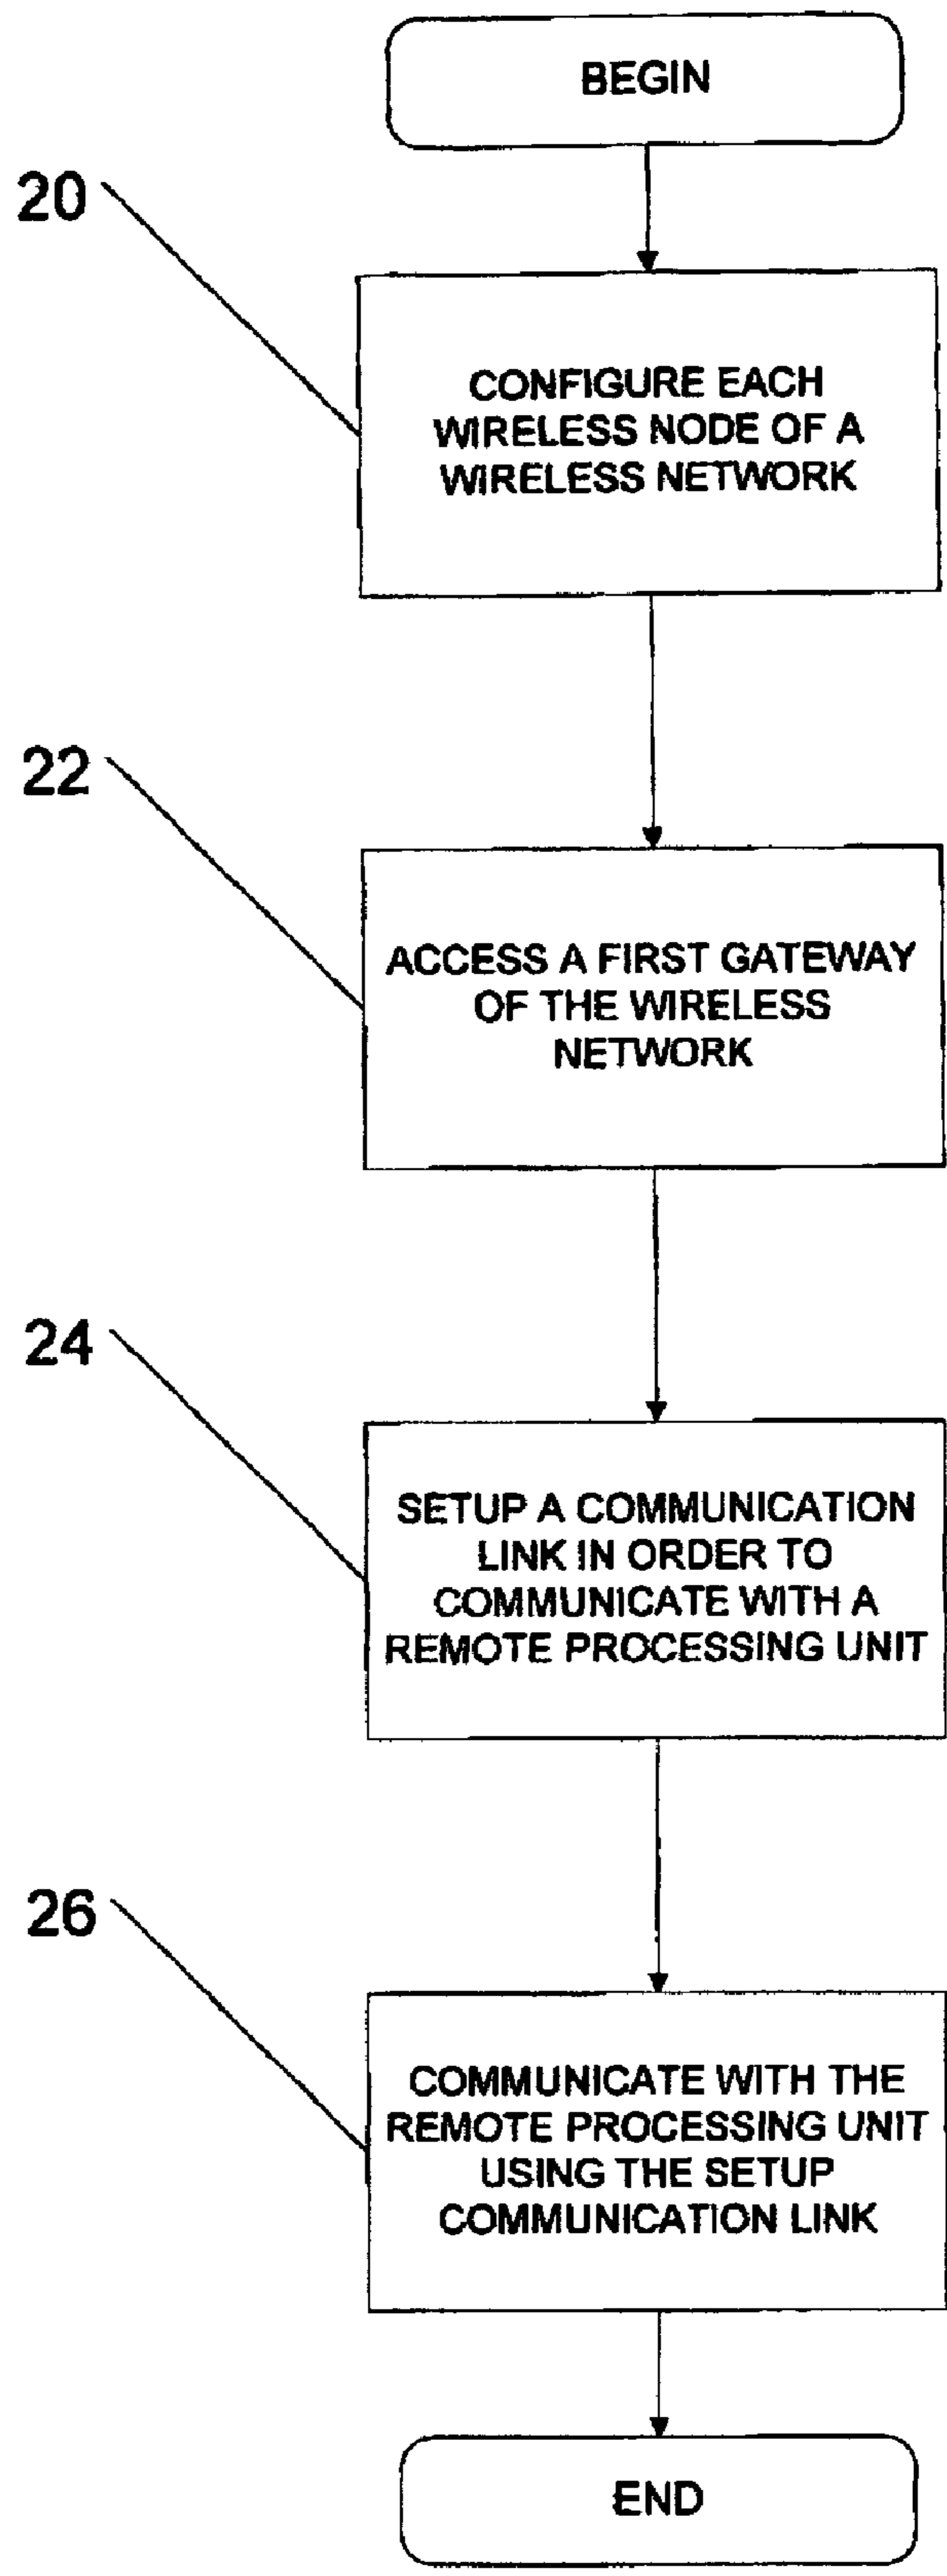 BEGIN
20
CONFIGURE EACH
WIRELESS NODE OF A
WIRELESS NETWORK
22
ACCESS A FIRST GATEWAY
OF THE WIRELESS
NETWORK
24
SETUP A COMMUNICATION
LINK IN ORDER TO
COMMUNICATE WITH A
REMOTE PROCESSING UNIT
26
COMMUNICATE WITH THE
REMOTE PROCESSING UNIT
USING THE SETUP
COMMUNICATION LINK
END